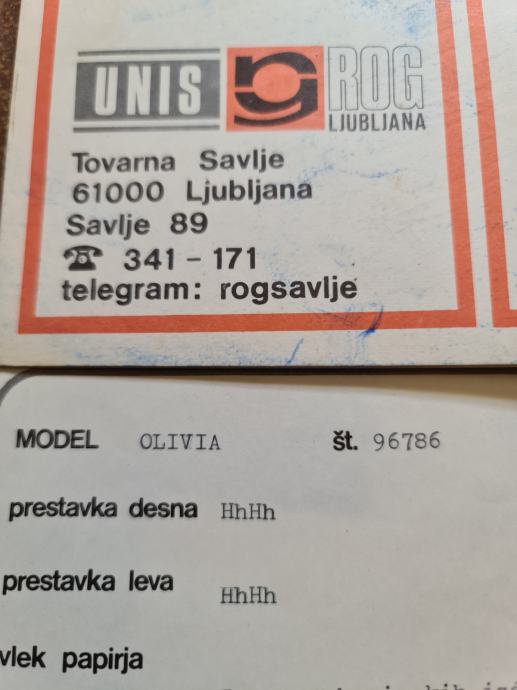 UNIS ROG
LJUBLJANA
Tovarna Savlje
61000 Ljubljana
Savlje 89
☎ 341-171
telegram: rogsavlje
MODEL OLIVIA št. 96786
prestavka desna HhHh
prestavka leva HhHh
vlek papirja